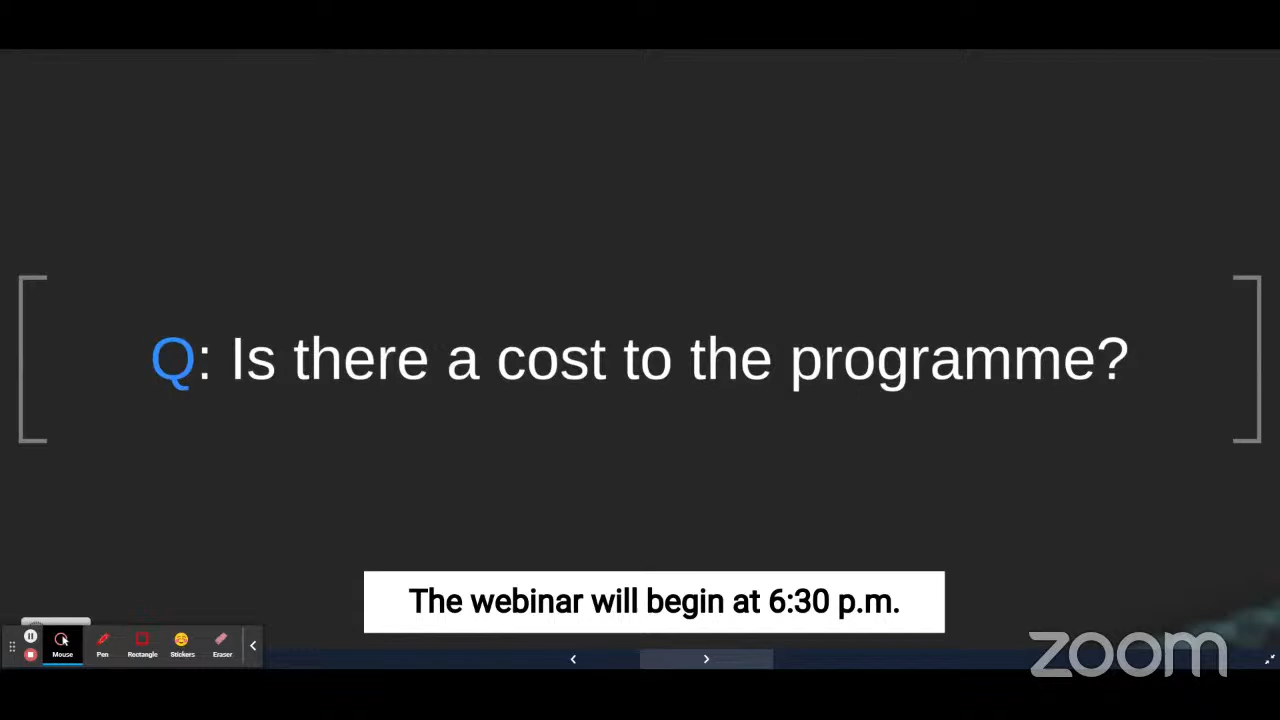 Q: Is there a cost to the programme?
The webinar will begin at 6:30 p.m.
Mouse
Pen
Rectangle
Stickers
Eraser
zoom